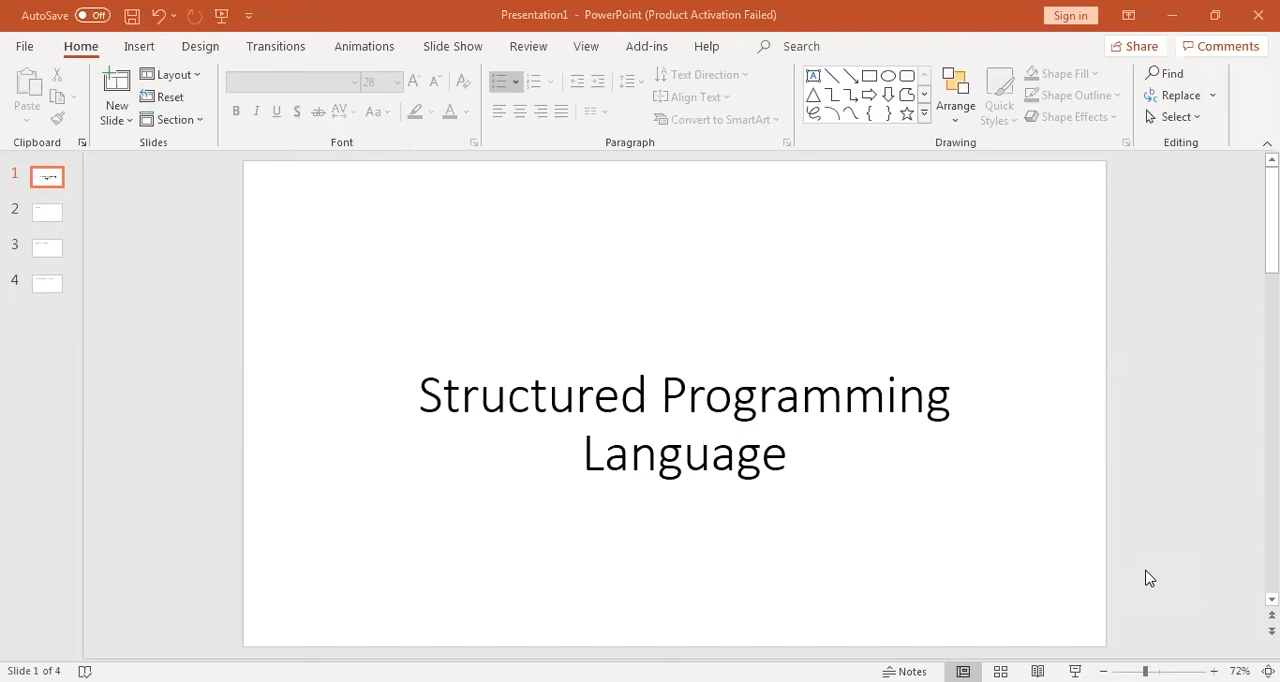 AutoSave Off Presentation1 - PowerPoint (Product Activation Failed) Sign in
File Home Insert Design Transitions Animations Slide Show Review View Add-ins Help Search Share Comments
Paste New Slide Layout Reset Section 28 Text Direction Align Text Convert to SmartArt Arrange Quick Styles Shape Fill Shape Outline Shape Effects Find Replace Select
B I U S ab AV Aa A
Clipboard Slides Font Paragraph Drawing Editing
1
2
3
4
Structured Programming
Language
Slide 1 of 4 Notes 72%